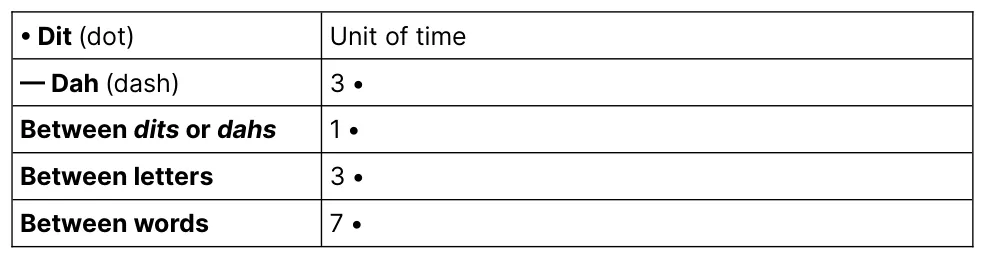 • Dit (dot) Unit of time
— Dah (dash) 3 •
Between dits or dahs 1 •
Between letters 3 •
Between words 7 •